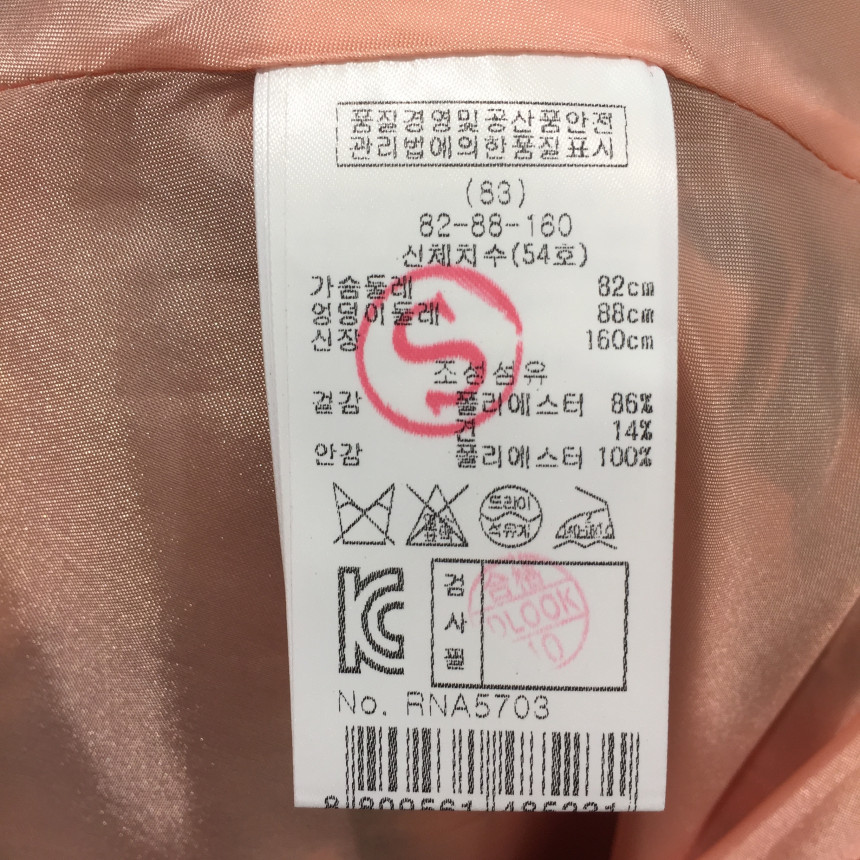 품질경영및공산품안전
관리법에의한품질표시
(83)
82-88-160
신체치수(54호)
가슴둘레 82cm
엉덩이둘레 88cm
신장 160cm
조성섬유
겉감 폴리에스터 86%
견 14%
안감 폴리에스터 100%
드라이
석유계
검
사
필
合格
LOOK
10
No. RNA5703